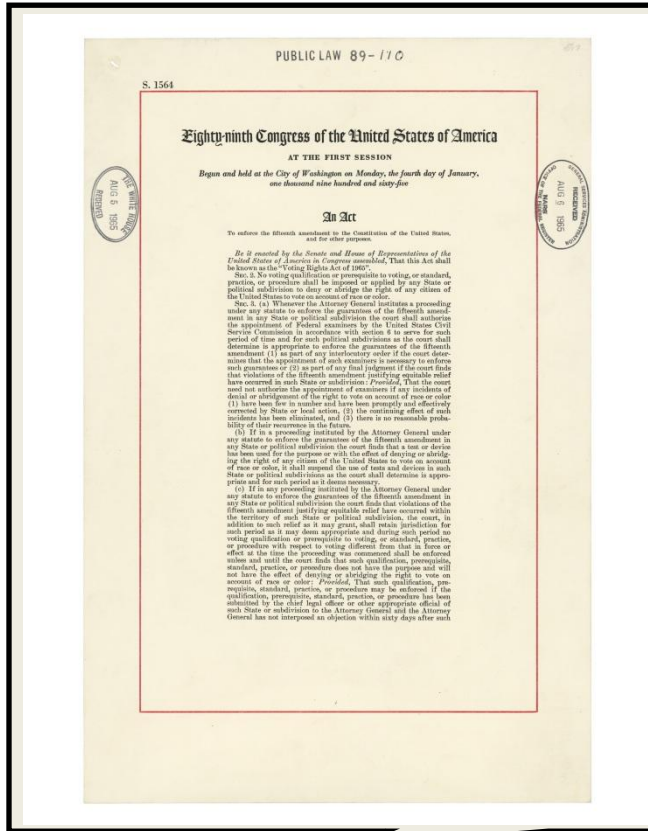 PUBLIC LAW 89-110
S. 1564
Eighty-ninth Congress of the United States of America
AT THE FIRST SESSION
Begun and held at the City of Washington on Monday, the fourth day of January,
one thousand nine hundred and sixty-five
THE WHITE HOUSE
AUG 5 1965
RECEIVED
GENERAL SERVICES ADMINISTRATION
RECEIVED
AUG 6 1965
OFFICE OF THE FEDERAL REGISTER
An Act
To enforce the fifteenth amendment to the Constitution of the United States,
and for other purposes.
Be it enacted by the Senate and House of Representatives of the
United States of America in Congress assembled, That this Act shall
be known as the "Voting Rights Act of 1965".
SEC. 2. No voting qualification or prerequisite to voting, or standard,
practice, or procedure shall be imposed or applied by any State or
political subdivision to deny or abridge the right of any citizen of
the United States to vote on account of race or color.
SEC. 3. (a) Whenever the Attorney General institutes a proceeding
under any statute to enforce the guarantees of the fifteenth amend-
ment in any State or political subdivision the court shall authorize
the appointment of Federal examiners by the United States Civil
Service Commission in accordance with section 6 to serve for such
period of time and for such political subdivisions as the court shall
determine is appropriate to enforce the guarantees of the fifteenth
amendment (1) as part of any interlocutory order if the court deter-
mines that the appointment of such examiners is necessary to enforce
such guarantees or (2) as part of any final judgment if the court finds
that violations of the fifteenth amendment justifying equitable relief
have occurred in such State or subdivision: Provided, That the court
need not authorize the appointment of examiners if any incidents of
denial or abridgement of the right to vote on account of race or color
(1) have been few in number and have been promptly and effectively
corrected by State or local action, (2) the continuing effect of such
incidents has been eliminated, and (3) there is no reasonable proba-
bility of their recurrence in the future.
(b) If in a proceeding instituted by the Attorney General under
any statute to enforce the guarantees of the fifteenth amendment in
any State or political subdivision the court finds that a test or device
has been used for the purpose or with the effect of denying or abridg-
ing the right of any citizen of the United States to vote on account
of race or color, it shall suspend the use of tests and devices in such
State or political subdivisions as the court shall determine is appro-
priate and for such period as it deems necessary.
(c) If in any proceeding instituted by the Attorney General under
any statute to enforce the guarantees of the fifteenth amendment in
any State or political subdivision the court finds that violations of the
fifteenth amendment justifying equitable relief have occurred within
the territory of such State or political subdivision, the court, in
addition to such relief as it may grant, shall retain jurisdiction for
such period as it may deem appropriate and during such period no
voting qualification or prerequisite to voting, or standard, practice,
or procedure with respect to voting different from that in force or
effect at the time the proceeding was commenced shall be enforced
unless and until the court finds that such qualification, prerequisite,
standard, practice, or procedure does not have the purpose and will
not have the effect of denying or abridging the right to vote on
account of race or color: Provided, That such qualification, pre-
requisite, standard, practice, or procedure may be enforced if the
qualification, prerequisite, standard, practice, or procedure has been
submitted by the chief legal officer or other appropriate official of
such State or subdivision to the Attorney General and the Attorney
General has not interposed an objection within sixty days after such